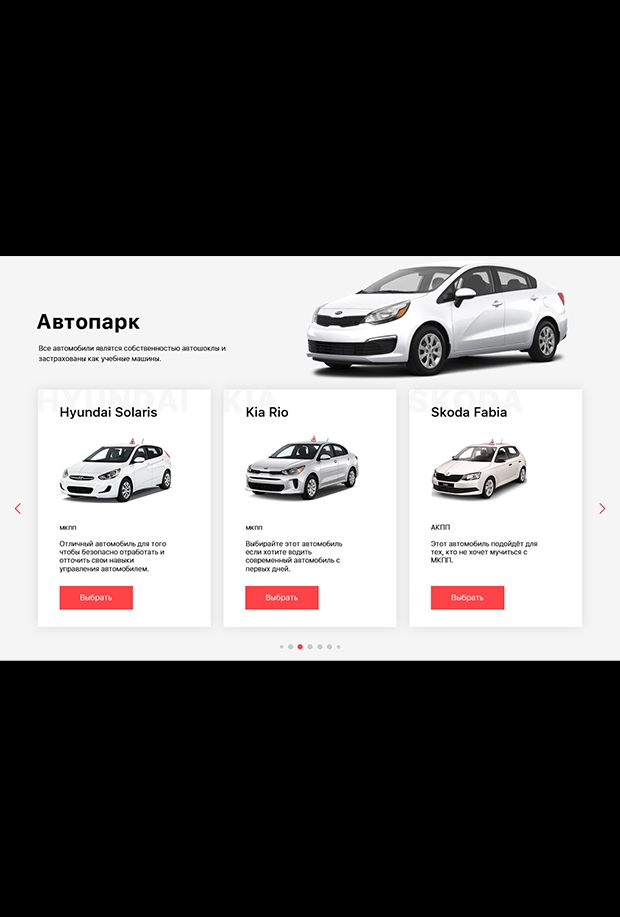 Автопарк
Все автомобили являтся собственностью автошоклы и
застрахованы как учебные машины.
HYUNDAI
Hyundai Solaris
мкпп
Отличный автомобиль для того
чтобы безопасно отработать и
отточить свои навыки
управления автомобилем.
Выбрать
KIA
Kia Rio
мкпп
Выбирайте этот автомобиль
если хотите водить
современный автомобиль с
первых дней.
Выбрать
SKODA
Skoda Fabia
АКПП
Этот автомобиль подойдёт для
тех, кто не хочет мучиться с
МКПП.
Выбрать